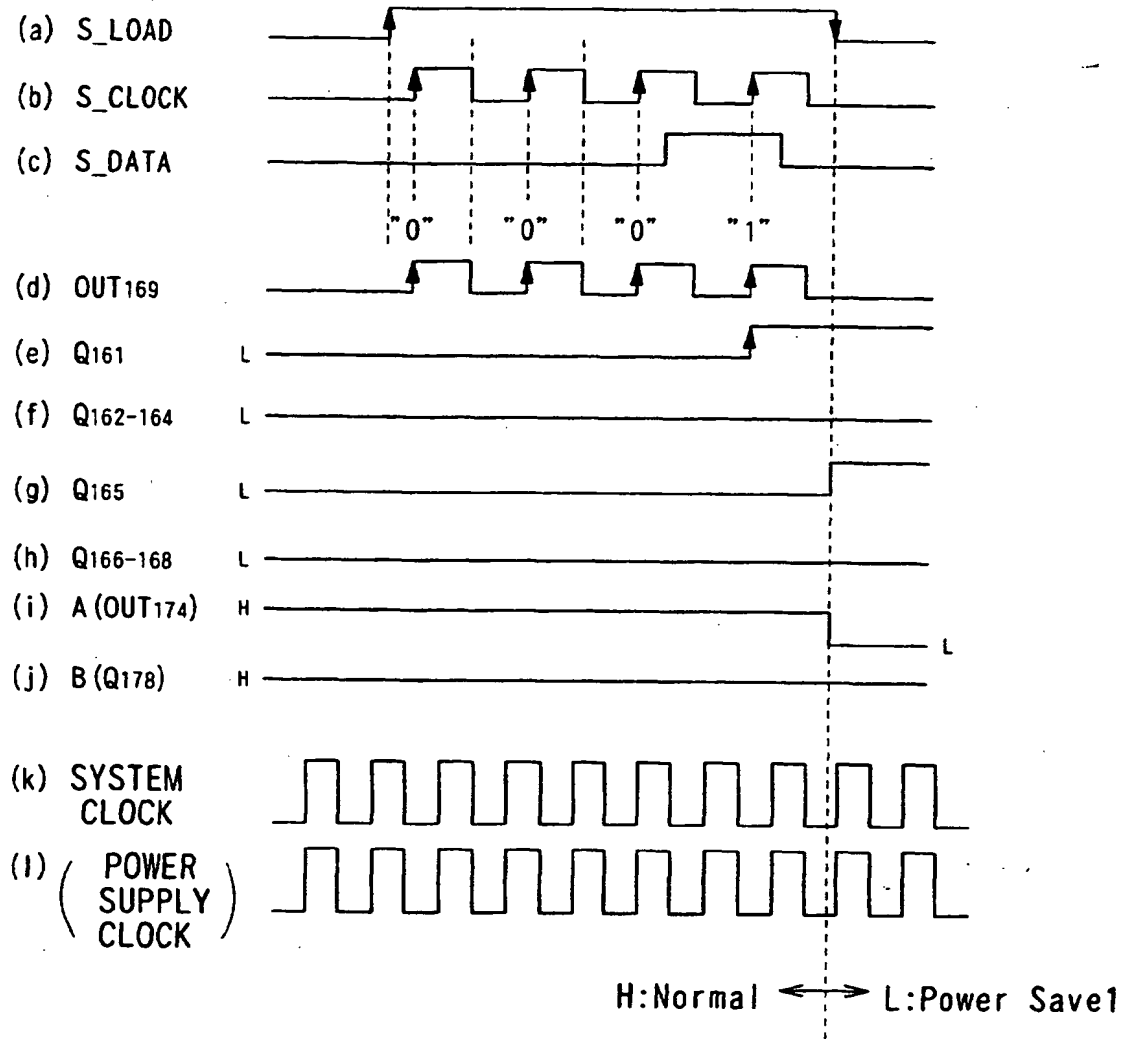 (a) S_LOAD
(b) S_CLOCK
(c) S_DATA
"0" "0" "0" "1"
(d) OUT169
(e) Q161 L
(f) Q162-164 L
(g) Q165 L
(h) Q166-168 L
(i) A(OUT174) H L
(j) B(Q178) H
(k) SYSTEM
CLOCK
(l) ( POWER
SUPPLY
CLOCK )
H:Normal L:Power Save1